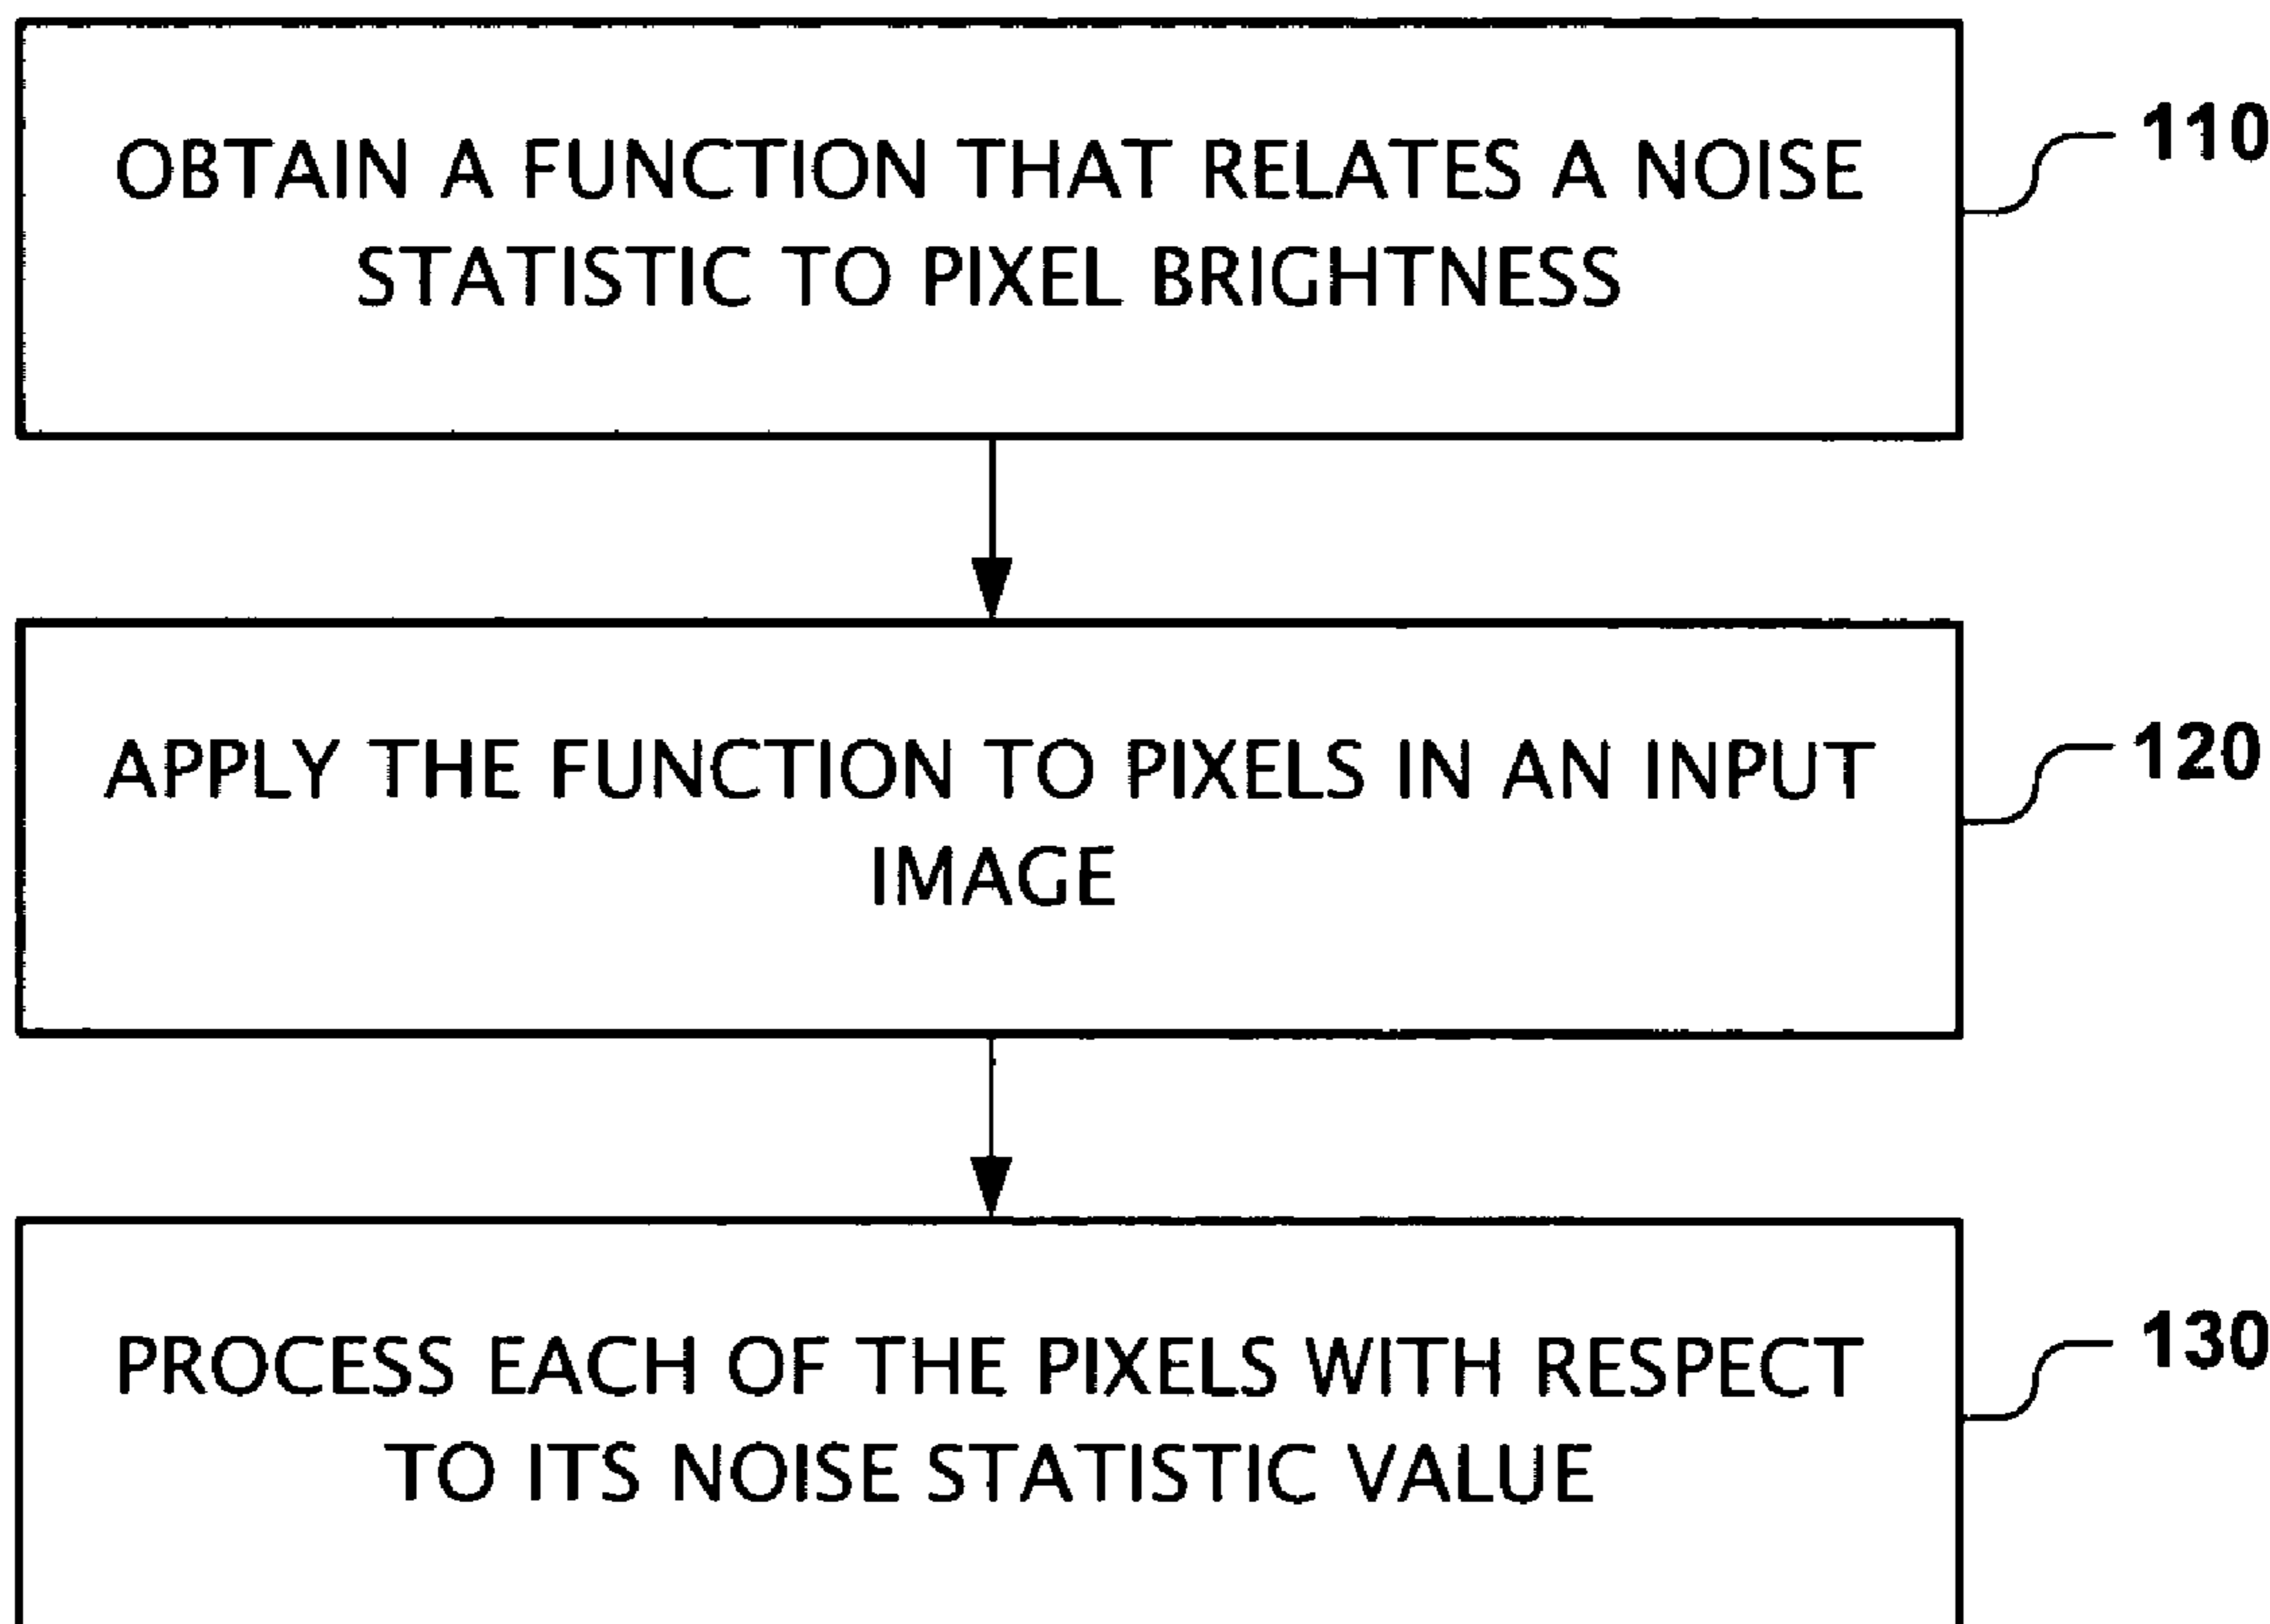 OBTAIN A FUNCTION THAT RELATES A NOISE
STATISTIC TO PIXEL BRIGHTNESS
110
APPLY THE FUNCTION TO PIXELS IN AN INPUT
IMAGE
120
PROCESS EACH OF THE PIXELS WITH RESPECT
TO ITS NOISE STATISTIC VALUE
130